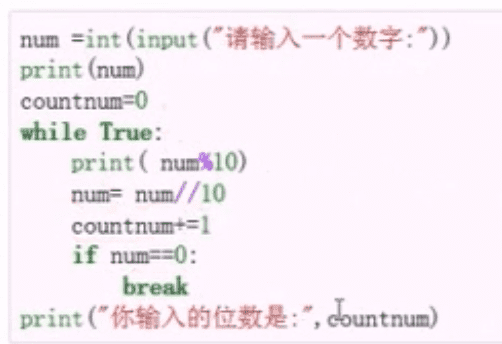 num =int(input("请输入一个数字:"))
print(num)
countnum=0
while True:
    print( num%10)
    num= num//10
    countnum+=1
    if num==0:
        break
print("你输入的位数是:",countnum)